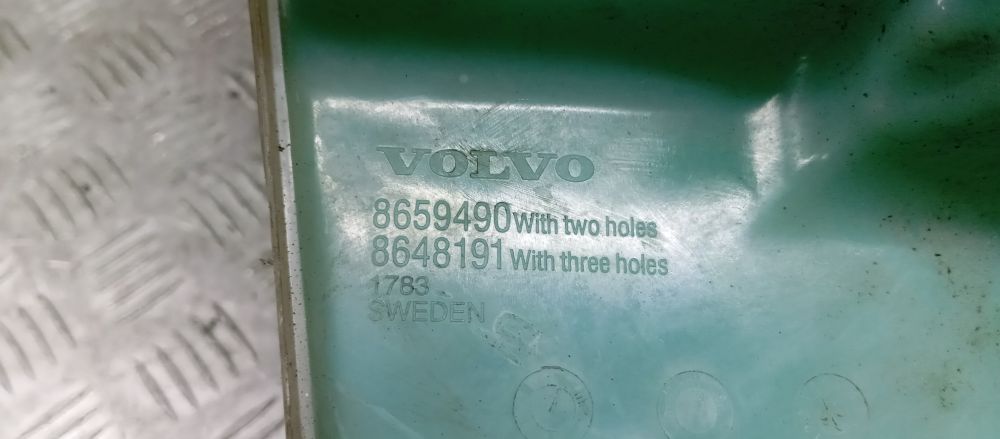 VOLVO
8659490 With two holes
8648191 With three holes
1783
SWEDEN